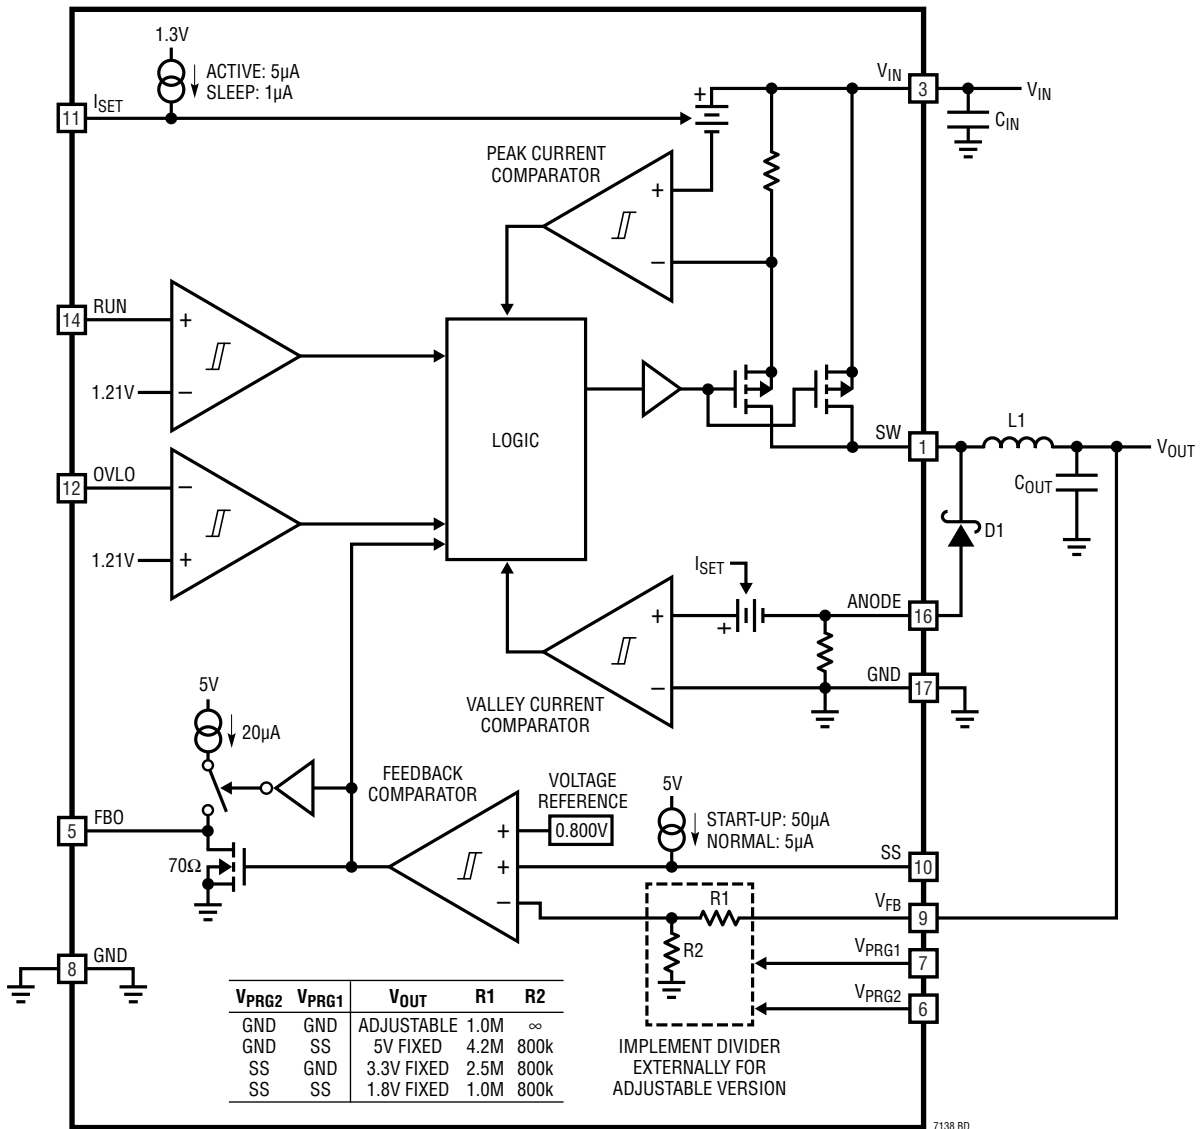 1.3V
ACTIVE: 5µA
SLEEP: 1µA
ISET
11
+
VIN
3
VIN
CIN
PEAK CURRENT
COMPARATOR
+
−
RUN
14
+
1.21V
−
LOGIC
OVLO
12
−
1.21V
+
SW
1
L1
VOUT
COUT
D1
ISET
+
ANODE
16
+
−
GND
17
VALLEY CURRENT
COMPARATOR
5V
20µA
FEEDBACK
COMPARATOR
VOLTAGE
REFERENCE
0.800V
5V
START-UP: 50µA
NORMAL: 5µA
FBO
5
70Ω
+
+
−
SS
10
R1
VFB
9
R2
VPRG1
7
VPRG2
6
GND
8
VPRG2 VPRG1 VOUT R1 R2
GND GND ADJUSTABLE 1.0M ∞
GND SS 5V FIXED 4.2M 800k
SS GND 3.3V FIXED 2.5M 800k
SS SS 1.8V FIXED 1.0M 800k
IMPLEMENT DIVIDER
EXTERNALLY FOR
ADJUSTABLE VERSION
7138 BD